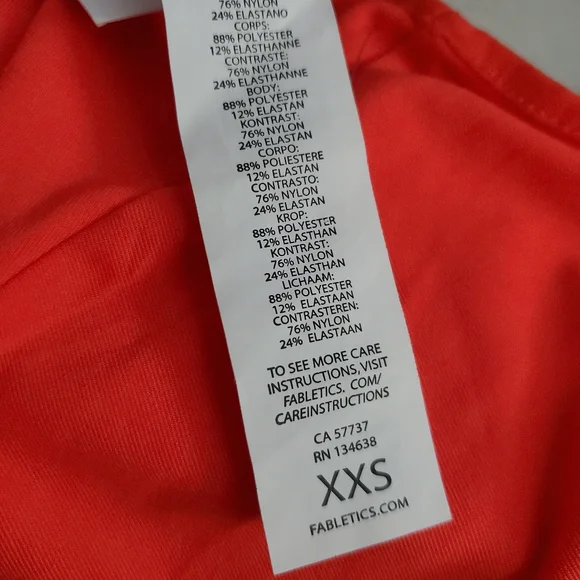 76% NYLON
24% ELASTANO
CORPS:
88% POLYESTER
12% ELASTHANNE
CONTRASTE:
76% NYLON
24% ELASTHANNE
BODY:
88% POLYESTER
12% ELASTAN
KONTRAST:
76% NYLON
24% ELASTAN
CORPO:
88% POLIESTERE
12% ELASTAN
CONTRASTO:
76% NYLON
24% ELASTAN
KROP:
88% POLYESTER
12% ELASTHAN
KONTRAST:
76% NYLON
24% ELASTHAN
LICHAAM:
88% POLYESTER
12% ELASTAAN
CONTRASTEREN:
76% NYLON
24% ELASTAAN
TO SEE MORE CARE
INSTRUCTIONS,VISIT
FABLETICS. COM/
CAREINSTRUCTIONS
CA 57737
RN 134638
XXS
FABLETICS.COM